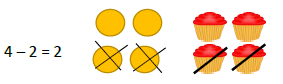 4 – 2 = 2